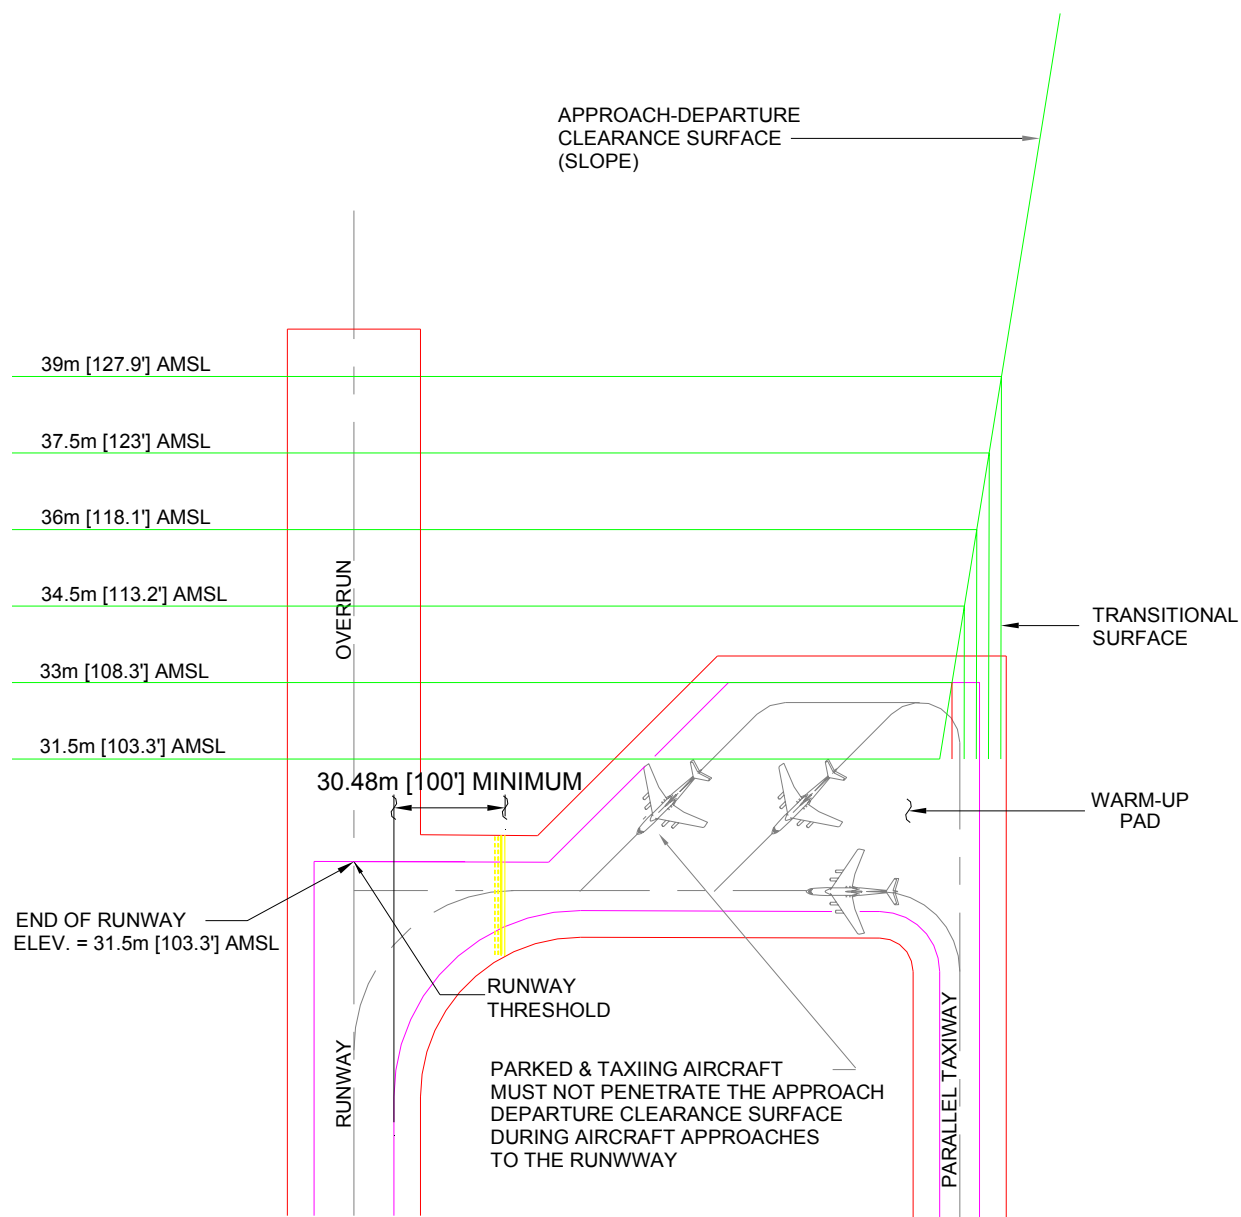 APPROACH-DEPARTURE
CLEARANCE SURFACE
(SLOPE)
39m [127.9'] AMSL
37.5m [123'] AMSL
36m [118.1'] AMSL
34.5m [113.2'] AMSL
33m [108.3'] AMSL
31.5m [103.3'] AMSL
OVERRUN
TRANSITIONAL
SURFACE
30.48m [100'] MINIMUM
WARM-UP
PAD
END OF RUNWAY
ELEV. = 31.5m [103.3'] AMSL
RUNWAY
THRESHOLD
RUNWAY
PARALLEL TAXIWAY
PARKED & TAXIING AIRCRAFT
MUST NOT PENETRATE THE APPROACH
DEPARTURE CLEARANCE SURFACE
DURING AIRCRAFT APPROACHES
TO THE RUNWWAY